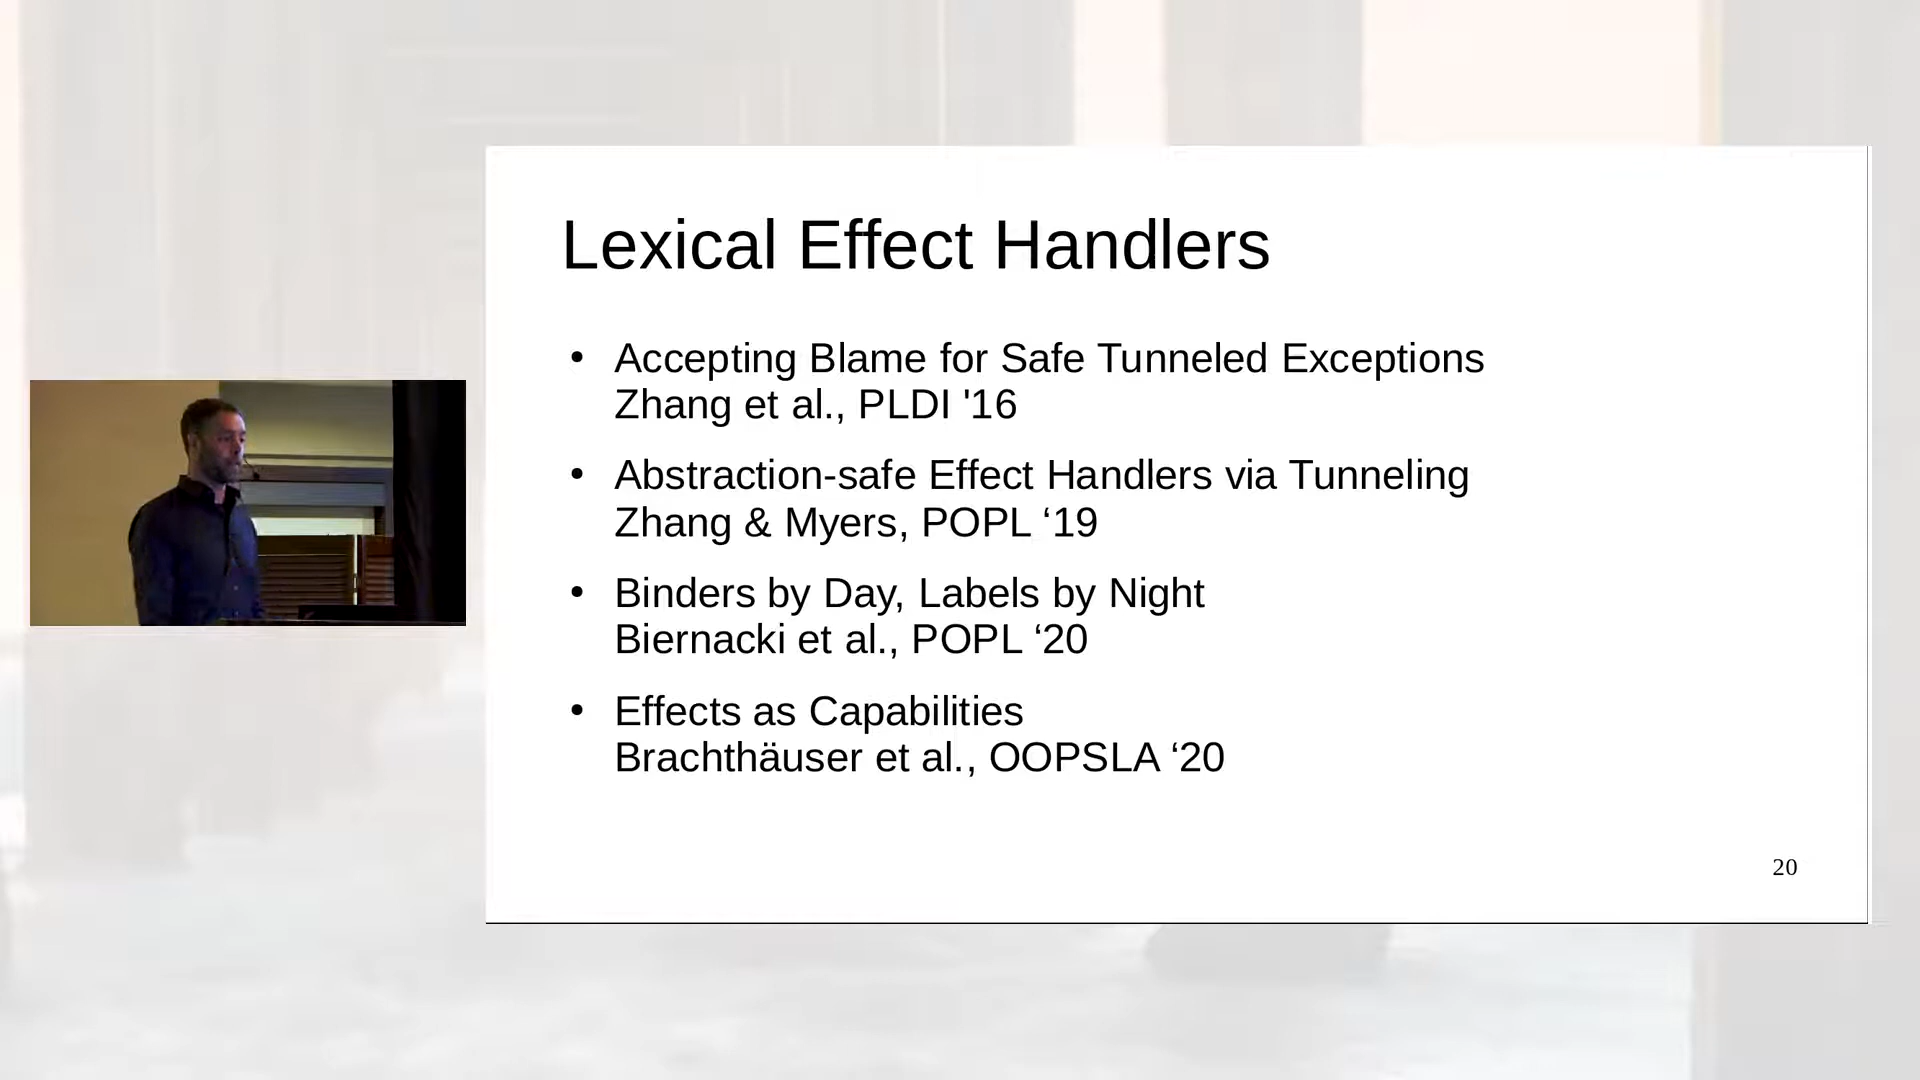 Lexical Effect Handlers
• Accepting Blame for Safe Tunneled Exceptions
Zhang et al., PLDI '16
• Abstraction-safe Effect Handlers via Tunneling
Zhang & Myers, POPL ‘19
• Binders by Day, Labels by Night
Biernacki et al., POPL ‘20
• Effects as Capabilities
Brachthäuser et al., OOPSLA ‘20
20